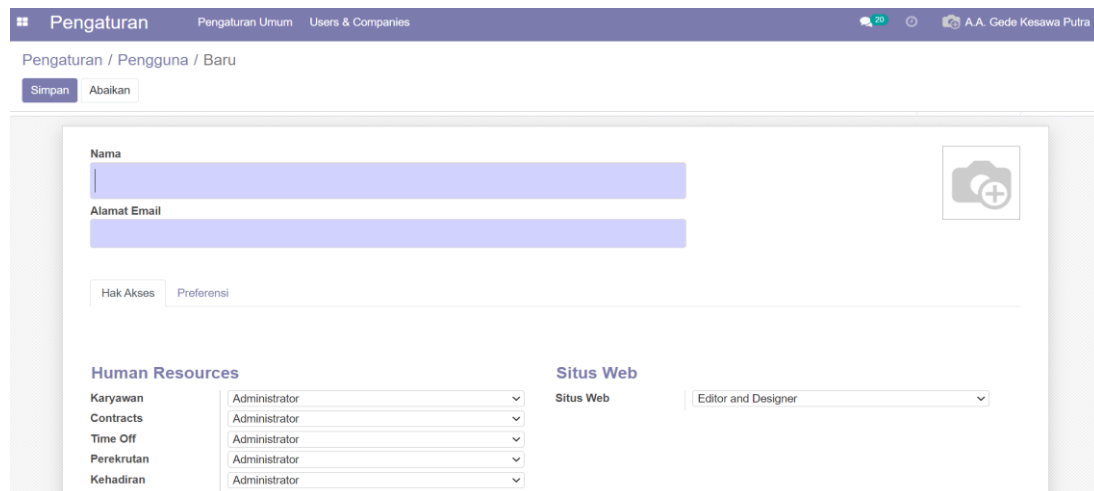 Pengaturan Pengaturan Umum Users & Companies 20 A.A. Gede Kesawa Putra
Pengaturan / Pengguna / Baru
Simpan Abaikan
Nama
Alamat Email
Hak Akses Preferensi
Human Resources Situs Web
Karyawan Administrator Situs Web Editor and Designer
Contracts Administrator
Time Off Administrator
Perekrutan Administrator
Kehadiran Administrator